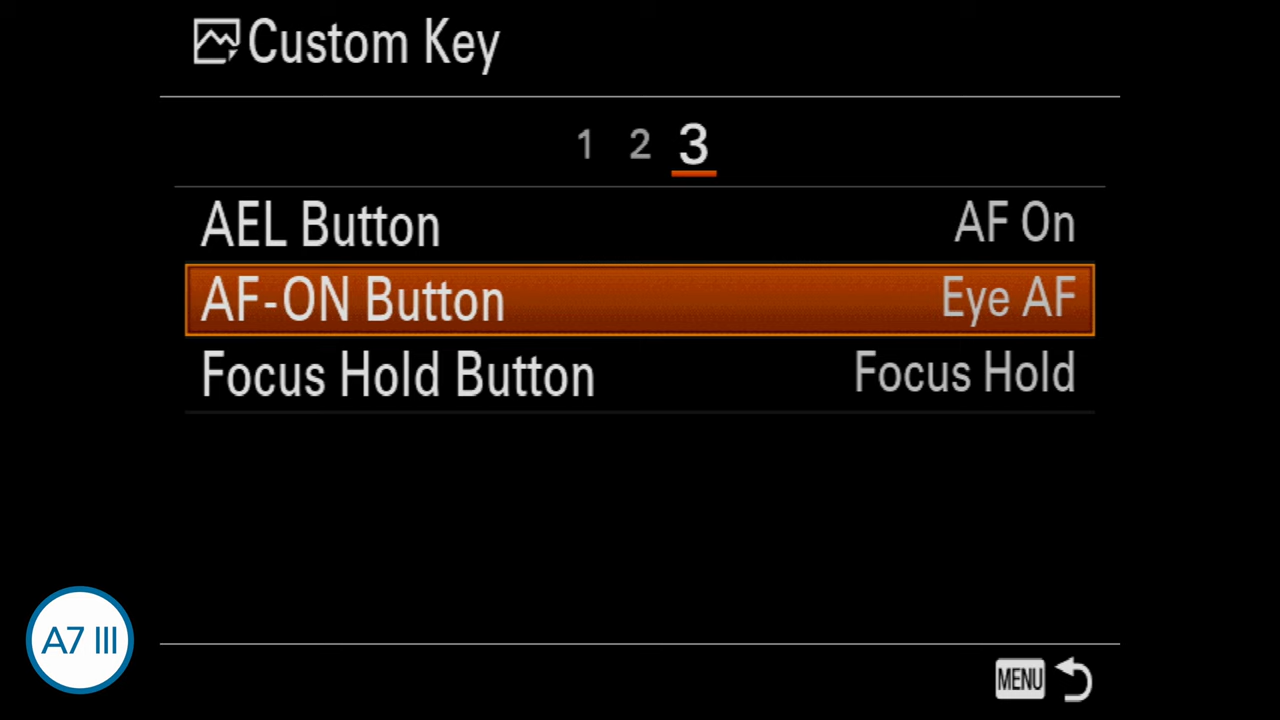 Custom Key
1 2 3
AEL Button AF On
AF-ON Button Eye AF
Focus Hold Button Focus Hold
A7 III
MENU